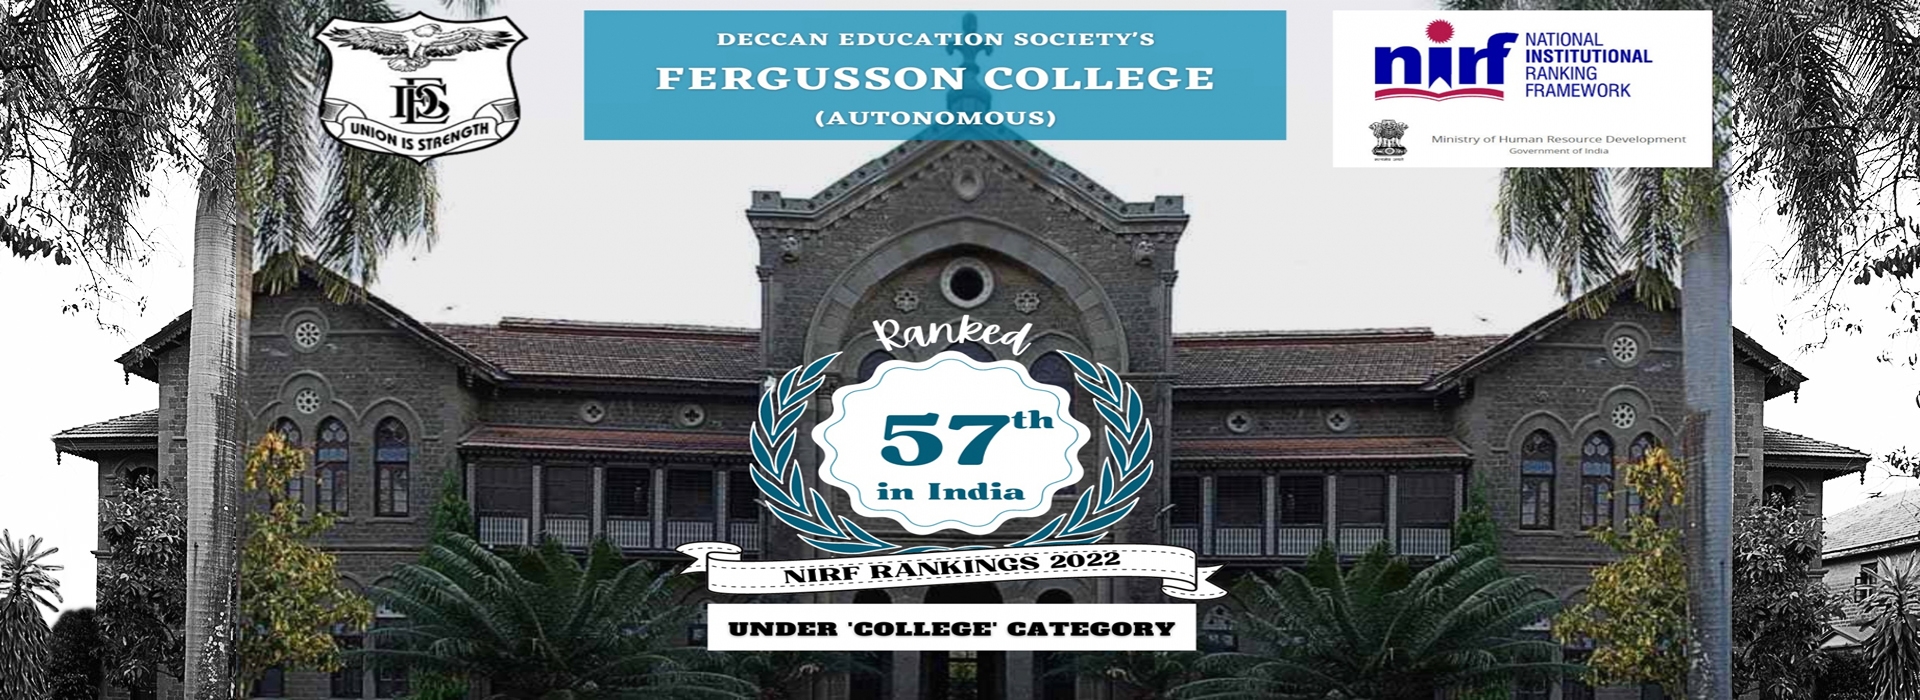 DES
UNION IS STRENGTH
DECCAN EDUCATION SOCIETY'S
FERGUSSON COLLEGE
(AUTONOMOUS)
nirf
NATIONAL
INSTITUTIONAL
RANKING
FRAMEWORK
Ministry of Human Resource Development
Government of India
Ranked
57th
in India
NIRF RANKINGS 2022
UNDER 'COLLEGE' CATEGORY